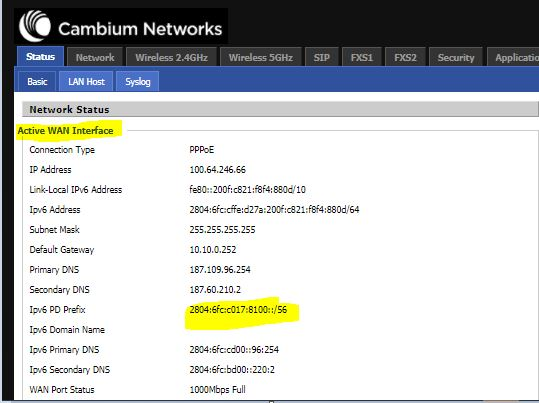 Cambium Networks
Status Network Wireless 2.4GHz Wireless 5GHz SIP FXS1 FXS2 Security Applicatio
Basic LAN Host Syslog
Network Status
Active WAN Interface
Connection Type PPPoE
IP Address 100.64.246.66
Link-Local IPv6 Address fe80::200f:c821:f8f4:880d/10
Ipv6 Address 2804:6fc:cffe:d27a:200f:c821:f8f4:880d/64
Subnet Mask 255.255.255.255
Default Gateway 10.10.0.252
Primary DNS 187.109.96.254
Secondary DNS 187.60.210.2
Ipv6 PD Prefix 2804:6fc:c017:8100::/56
Ipv6 Domain Name
Ipv6 Primary DNS 2804:6fc:cd00::96:254
Ipv6 Secondary DNS 2804:6fc:bd00::220:2
WAN Port Status 1000Mbps Full